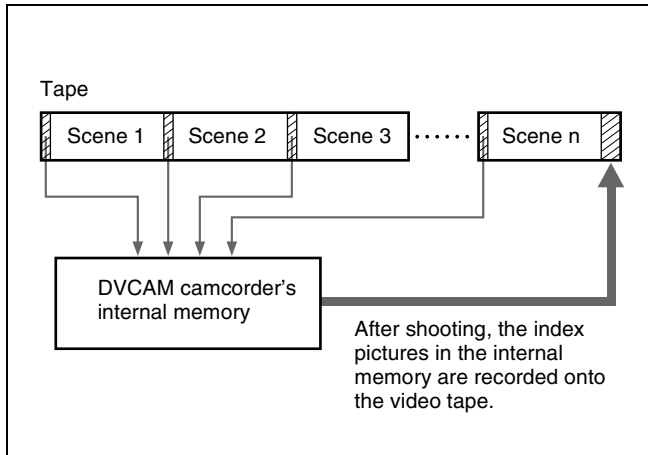 Tape
Scene 1 Scene 2 Scene 3 ······ Scene n
DVCAM camcorder's
internal memory
After shooting, the index
pictures in the internal
memory are recorded onto
the video tape.